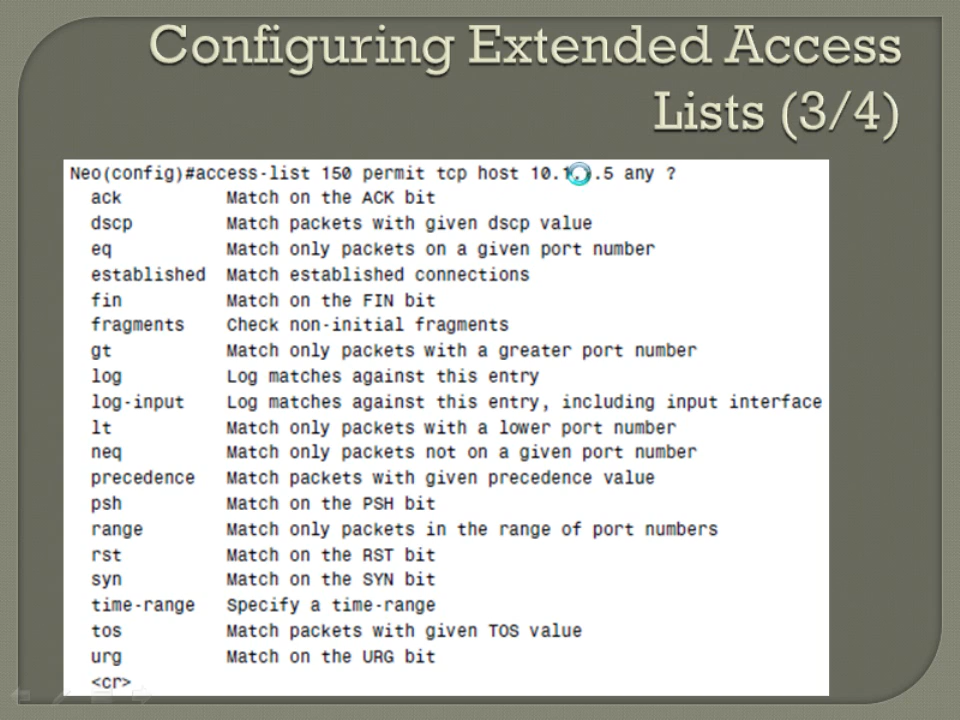 Configuring Extended Access
Lists (3/4)
Neo(config)#access-list 150 permit tcp host any ?
ack Match on the ACK bit
dscp Match packets with given dscp value
eq Match only packets on a given port number
established Match established connections
fin Match on the FIN bit
fragments Check non-initial fragments
gt Match only packets with a greater port number
log Log matches against this entry
log-input Log matches against this entry, including input interface
lt Match only packets with a lower port number
neq Match only packets not on a given port number
precedence Match packets with given precedence value
psh Match on the PSH bit
range Match only packets in the range of port numbers
rst Match on the RST bit
syn Match on the SYN bit
time-range Specify a time-range
tos Match packets with given TOS value
urg Match on the URG bit
<cr>